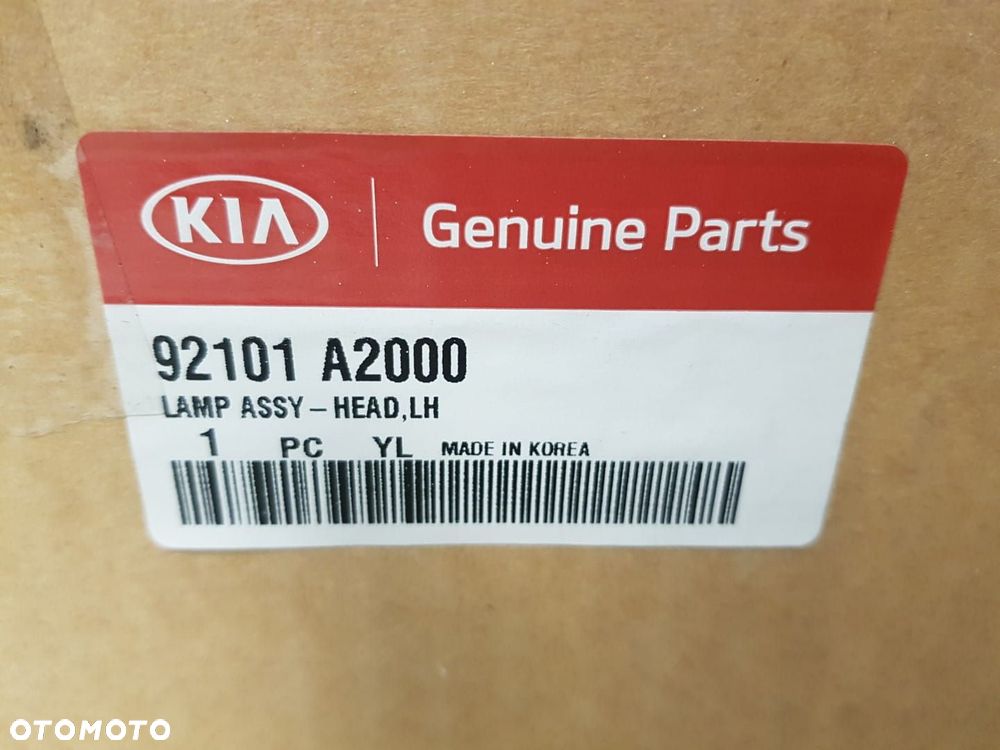 KIA Genuine Parts
92101 A2000
LAMP ASSY – HEAD,LH
1 PC YL MADE IN KOREA
OTOMOTO